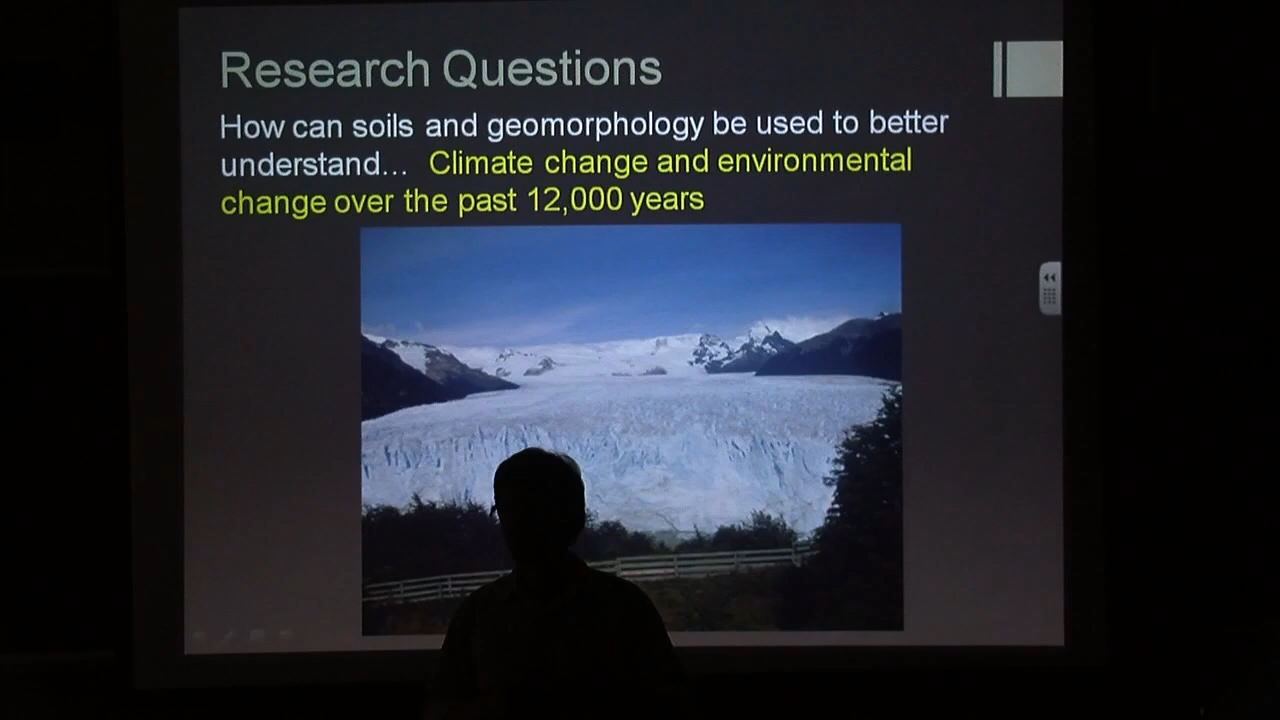 Research Questions
How can soils and geomorphology be used to better
understand... Climate change and environmental
change over the past 12,000 years